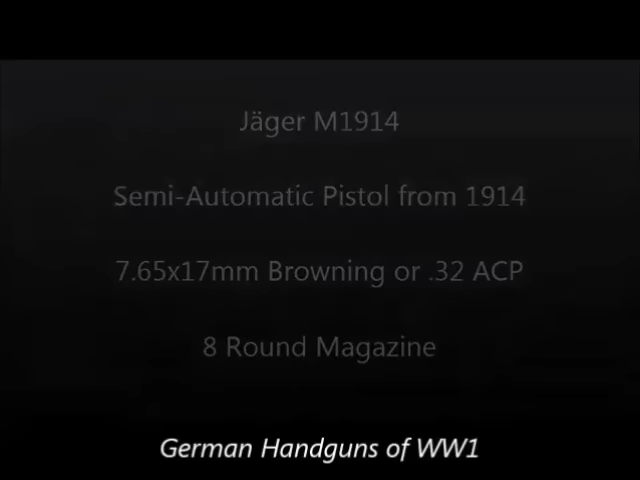 Jäger M1914
Semi-Automatic Pistol from 1914
7.65x17mm Browning or .32 ACP
8 Round Magazine
German Handguns of WW1